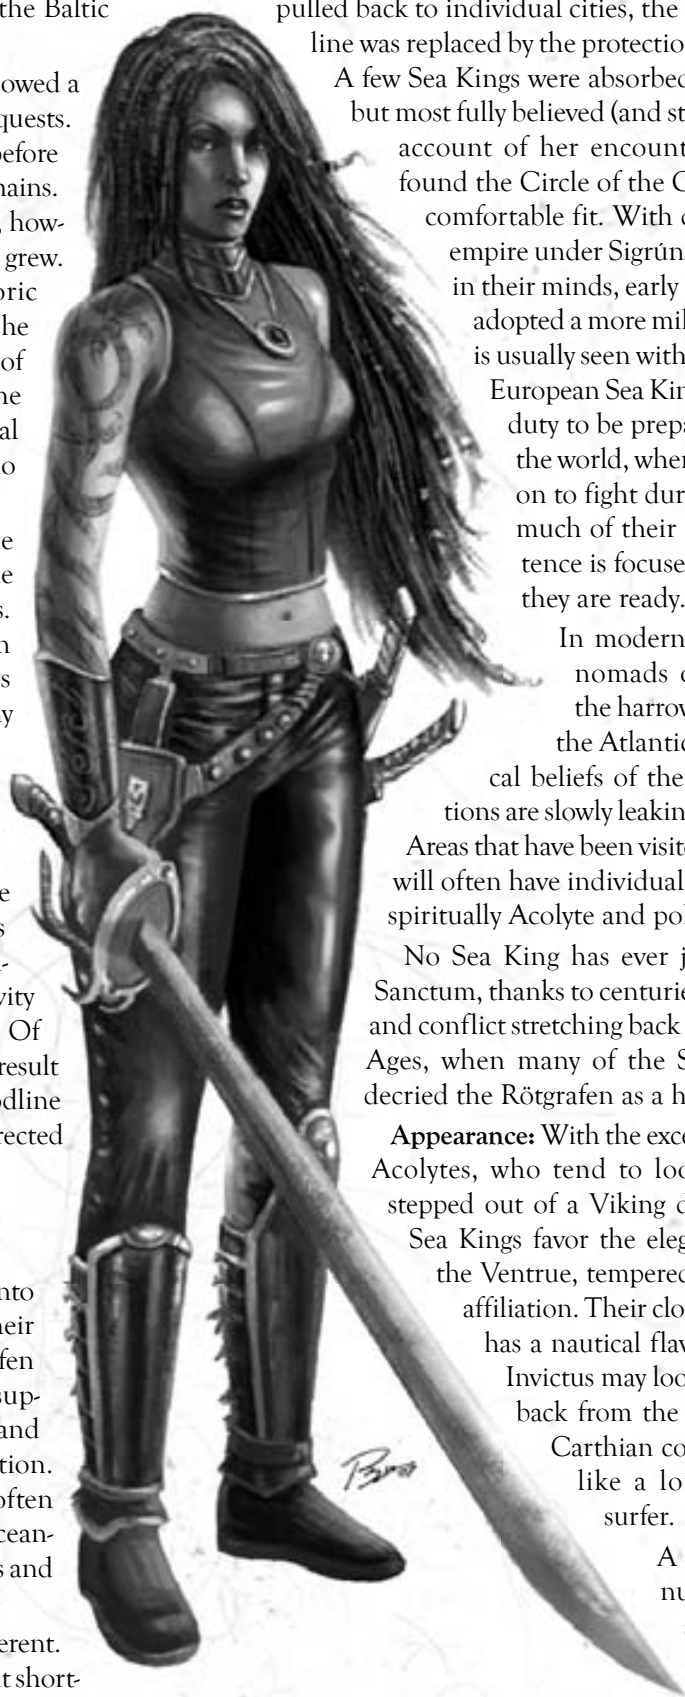 the Baltic
owed a
quests.
efore
ains.
, how-
grew.
oric
he
of
ne
al
o
e
e
s.
n
s
y
e
s
-
vity
Of
result
odline
rected
nto
eir
fen
sup-
and
tion.
often
cean-
s and
erent.
t short-
pulled back to individual cities, the
line was replaced by the protectio
A few Sea Kings were absorbed
but most fully believed (and st
account of her encount
found the Circle of the C
comfortable fit. With
empire under Sigrún
in their minds, early
adopted a more mil
is usually seen with
European Sea Kin
duty to be prepa
the world, when
on to fight dur
much of their
tence is focuse
they are ready.
In modern
nomads
the harrow
the Atlantic
cal beliefs of the
tions are slowly leakin
Areas that have been visite
will often have individual
spiritually Acolyte and pol
No Sea King has ever j
Sanctum, thanks to centurie
and conflict stretching back
Ages, when many of the S
decried the Rötgrafen as a h
Appearance: With the exce
Acolytes, who tend to loo
stepped out of a Viking d
Sea Kings favor the eleg
the Ventrue, tempered
affiliation. Their clo
has a nautical flav
Invictus may loo
back from the
Carthian co
like a lo
surfer.
A
nu